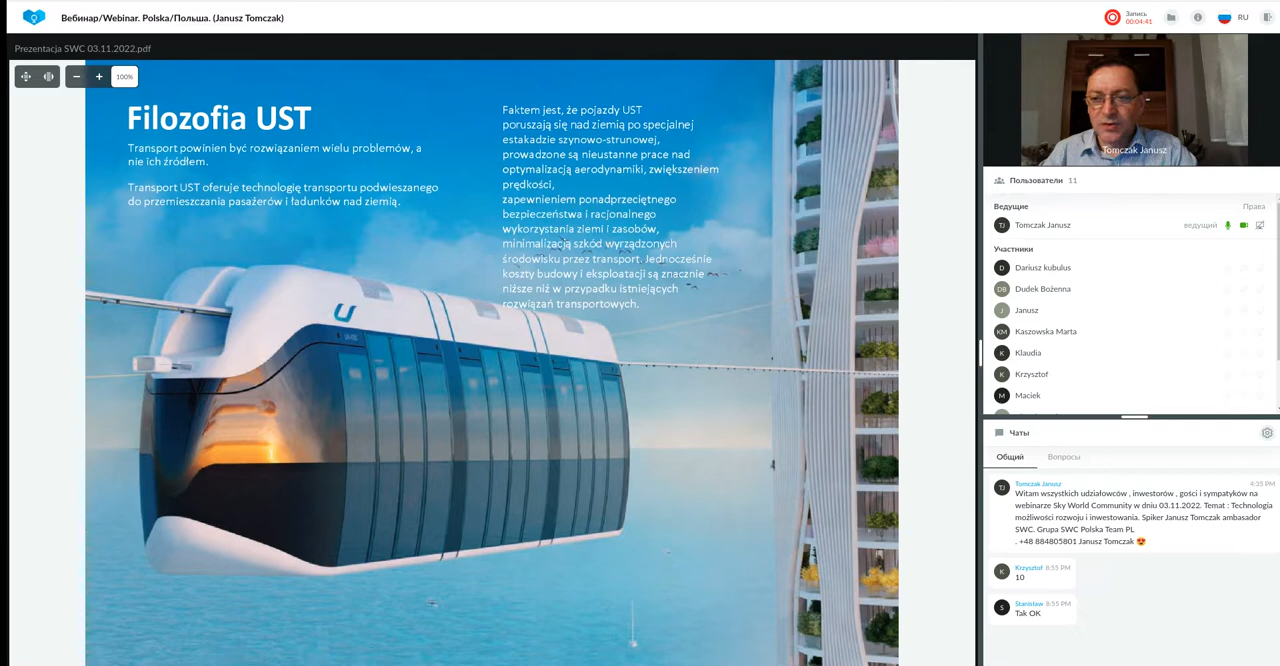 Вебинар/Webinar. Polska/Польша. (Janusz Tomczak)
Запись
00:04:41
RU
Prezentacja SWC 03.11.2022.pdf
100%
Filozofia UST
Transport powinien być rozwiązaniem wielu problemów, a
nie ich źródłem.
Transport UST oferuje technologię transportu podwieszanego
do przemieszczania pasażerów i ładunków nad ziemią.
Faktem jest, że pojazdy UST
poruszają się nad ziemią po specjalnej
estakadzie szynowo-strunowej,
prowadzone są nieustanne prace nad
optymalizacją aerodynamiki, zwiększeniem
prędkości,
zapewnieniem ponadprzeciętnego
bezpieczeństwa i racjonalnego
wykorzystania ziemi i zasobów,
minimalizacją szkód wyrządzonych
środowisku przez transport. Jednocześnie
koszty budowy i eksploatacji są znacznie
niższe niż w przypadku istniejących
rozwiązań transportowych.
Tomczak Janusz
Пользователи 11
Ведущие Права
TJ Tomczak Janusz ведущий
Участники
D Dariusz kubulus
DB Dudek Bożenna
J Janusz
KM Kaszowska Marta
K Klaudia
K Krzysztof
M Maciek
Чаты
Общий Вопросы
TJ Tomczak Janusz 4:35 PM
Witam wszystkich udziałowców , inwestorów , gości i sympatyków na
webinarze Sky World Community w dniu 03.11.2022. Temat : Technologia
możliwości rozwoju i inwestowania. Spiker Janusz Tomczak ambasador
SWC. Grupa SWC Polska Team PL
. +48 884805801 Janusz Tomczak 😍
K Krzysztof 8:55 PM
10
S Stanisław 8:55 PM
Tak OK